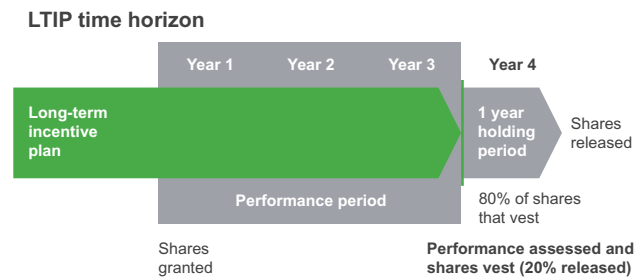 LTIP time horizon
Year 1
Year 2
Year 3
Year 4
Long-term
incentive
plan
1 year
holding
period
Shares
released
Performance period
80% of shares
that vest
Shares
granted
Performance assessed and
shares vest (20% released)